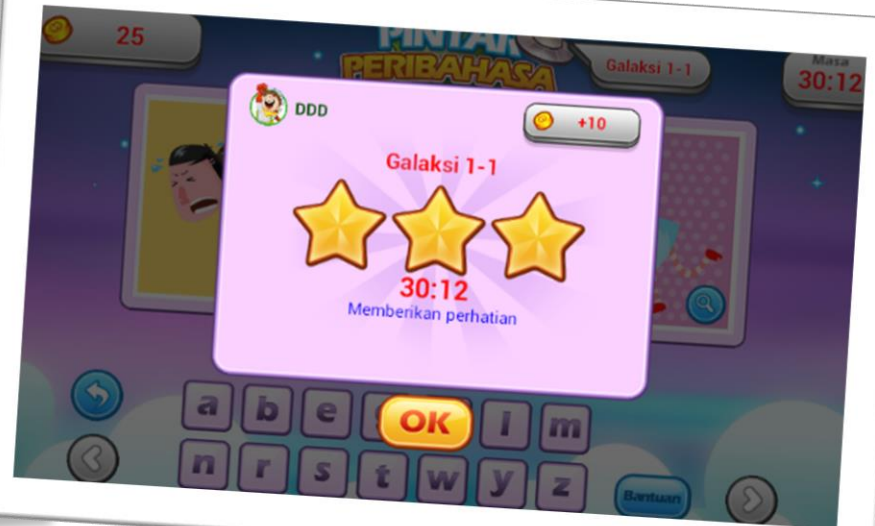 25
PINTAR
PERIBAHASA
Galaksi 1-1
Masa
30:12
DDD
+10
Galaksi 1-1
30:12
Memberikan perhatian
a b e l m
OK
n r s t w y z
Bantuan